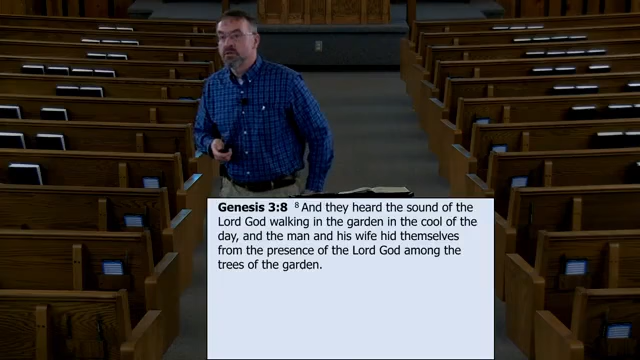 Genesis 3:8 ⁸ And they heard the sound of the
Lord God walking in the garden in the cool of the
day, and the man and his wife hid themselves
from the presence of the Lord God among the
trees of the garden.